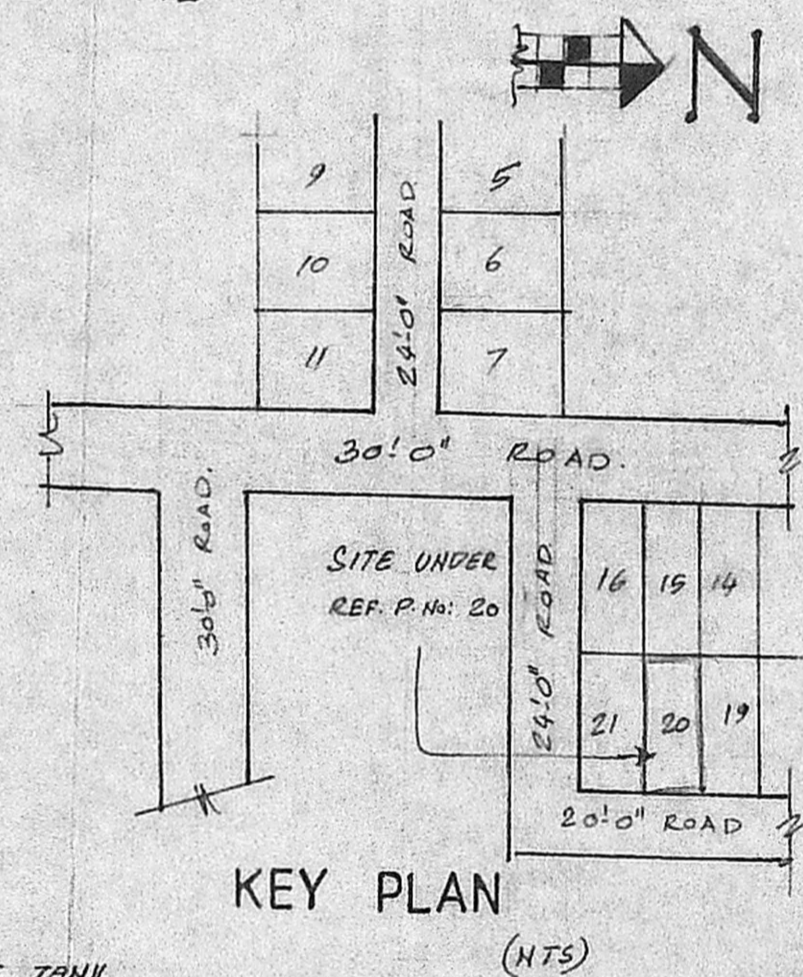 N
9
5
10
6
11
7
24'-0" ROAD.
30'-0" ROAD.
30'-0" ROAD.
SITE UNDER
REF. P. No: 20
24'-0" ROAD
16 15 14
21 20 19
20'-0" ROAD
KEY PLAN
(NTS)